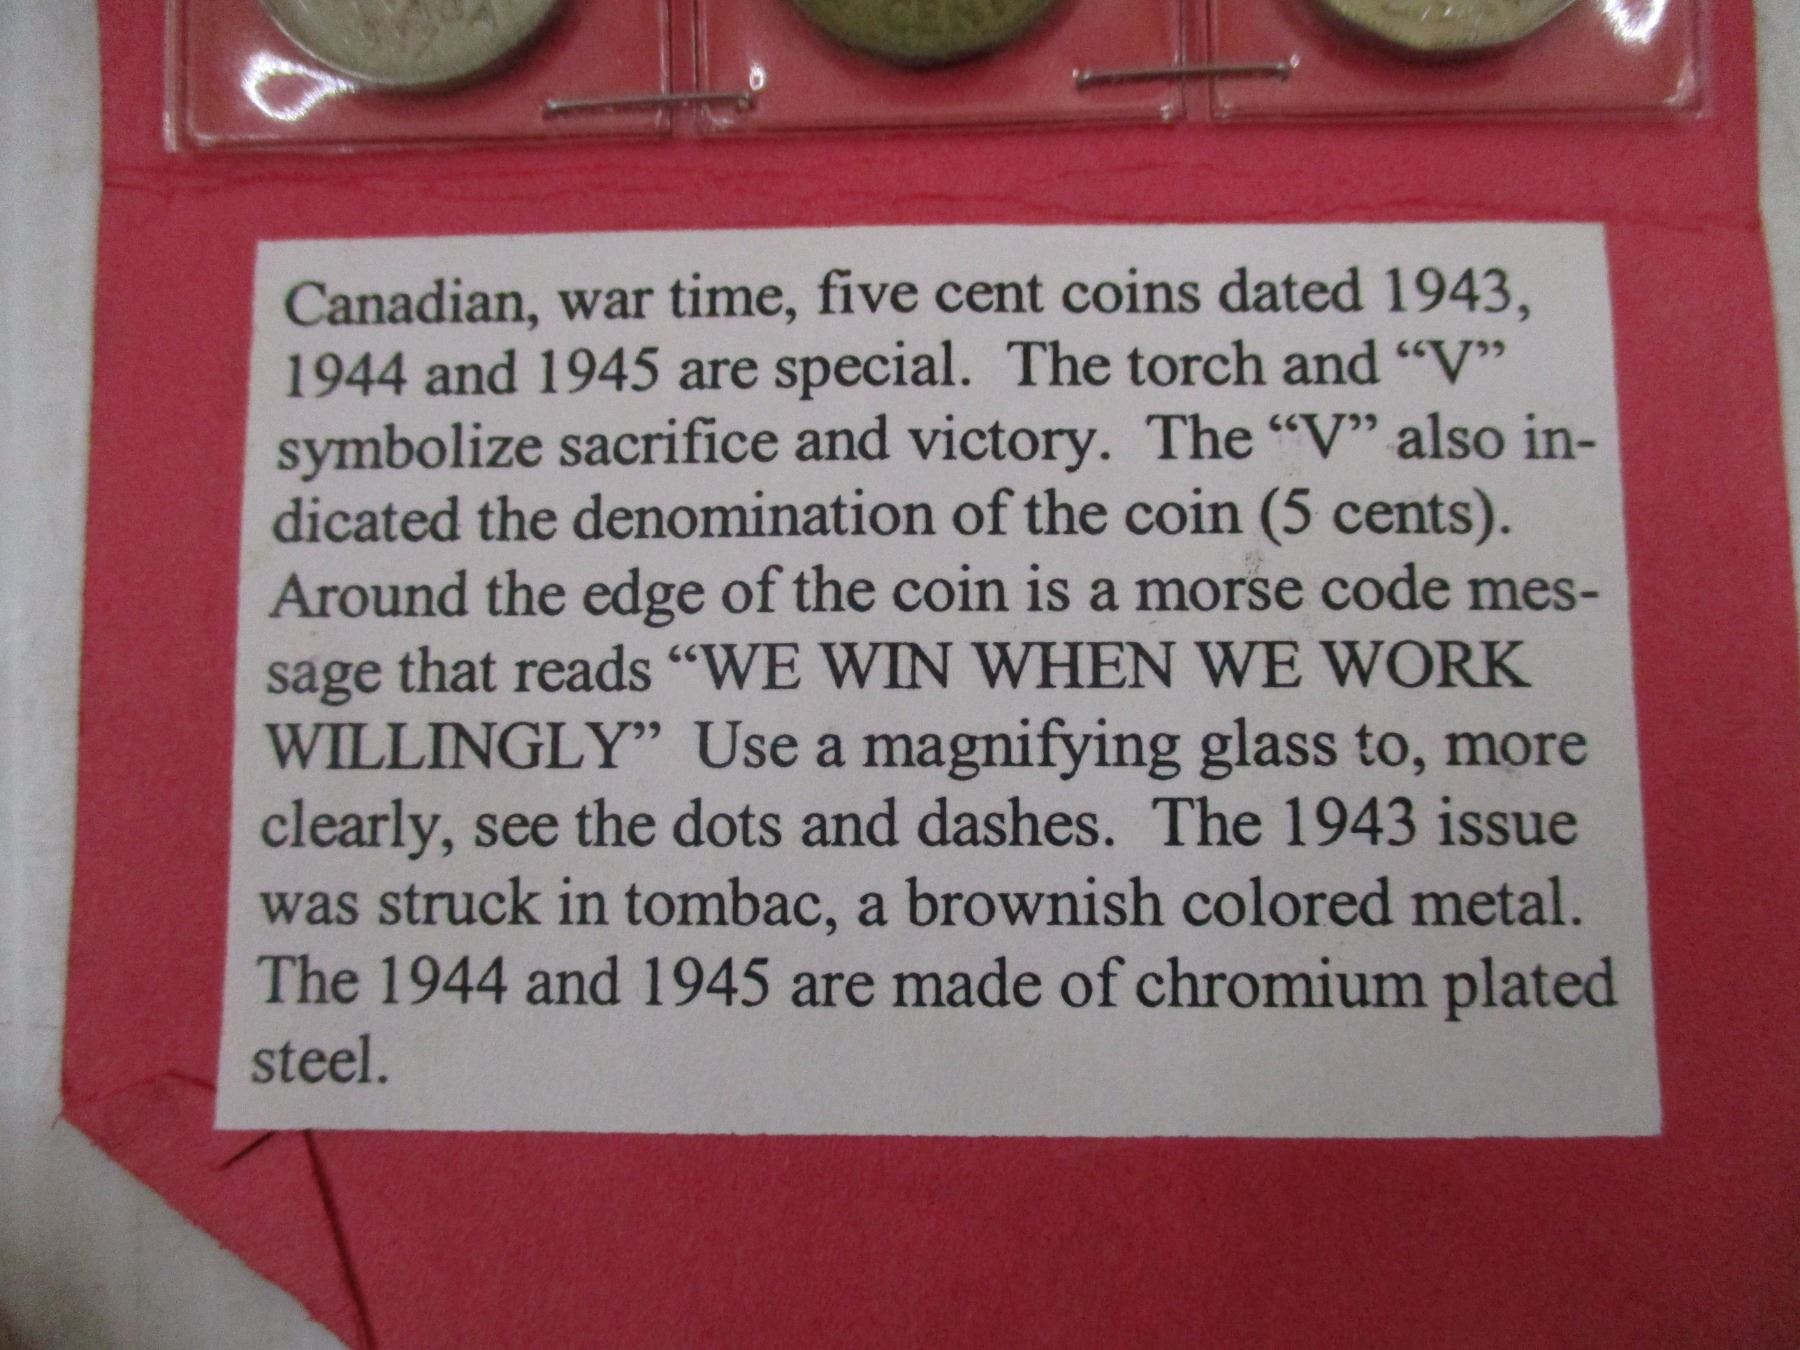 CENT
Canadian, war time, five cent coins dated 1943,
1944 and 1945 are special. The torch and “V”
symbolize sacrifice and victory. The “V” also in-
dicated the denomination of the coin (5 cents).
Around the edge of the coin is a morse code mes-
sage that reads “WE WIN WHEN WE WORK
WILLINGLY” Use a magnifying glass to, more
clearly, see the dots and dashes. The 1943 issue
was struck in tombac, a brownish colored metal.
The 1944 and 1945 are made of chromium plated
steel.